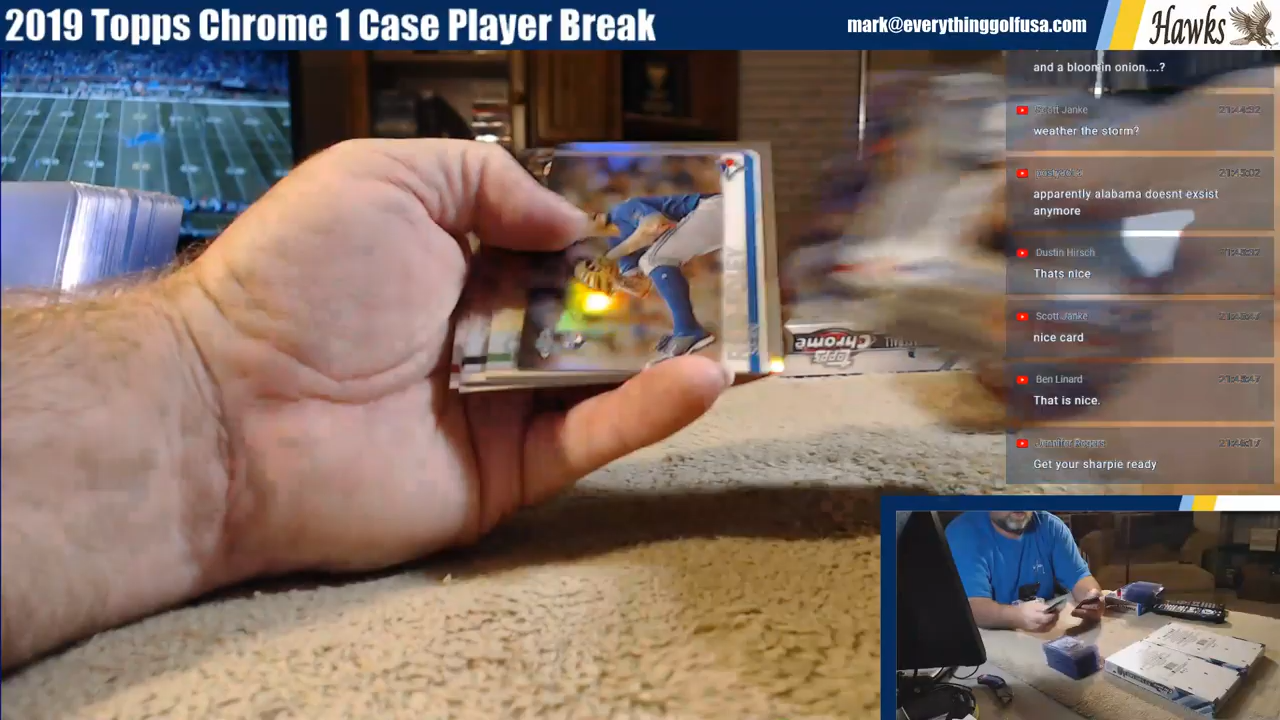 2019 Topps Chrome 1 Case Player Break
mark@everythinggolfusa.com
Hawks
and a bloon in onion....?
Scott Janke
weather the storm?
apparently alabama doesnt exsist
anymore
Dustin Hirsch
Thats nice
Scott Janke
nice card
Ben Linard
That is nice.
Jennifer Rogers
Get your sharpie ready
Topps
Chrome